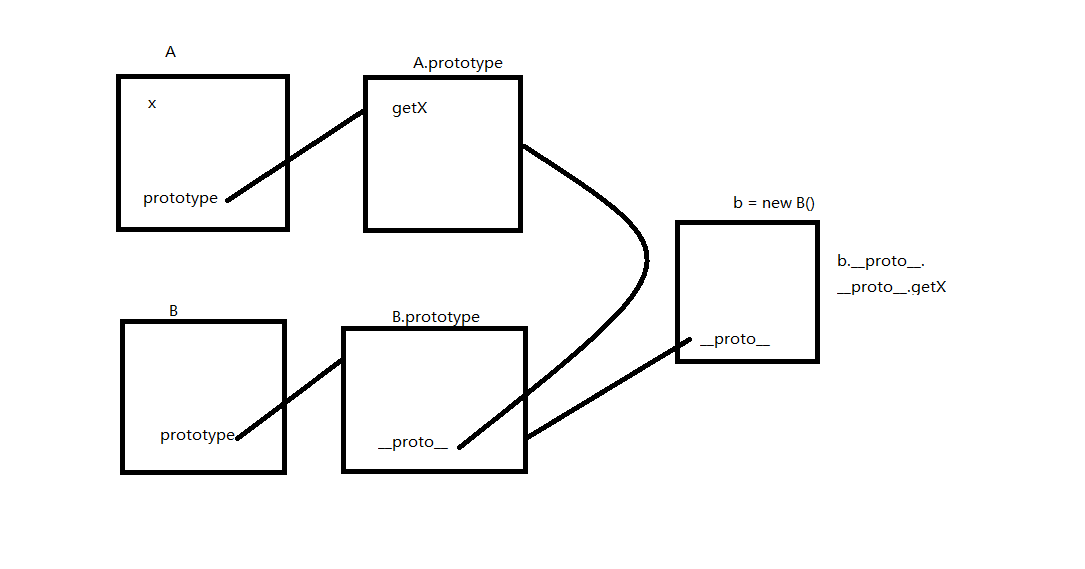 A
x
prototype
A.prototype
getX
B
prototype
B.prototype
__proto__
b = new B()
__proto__
b.__proto__.
__proto__.getX